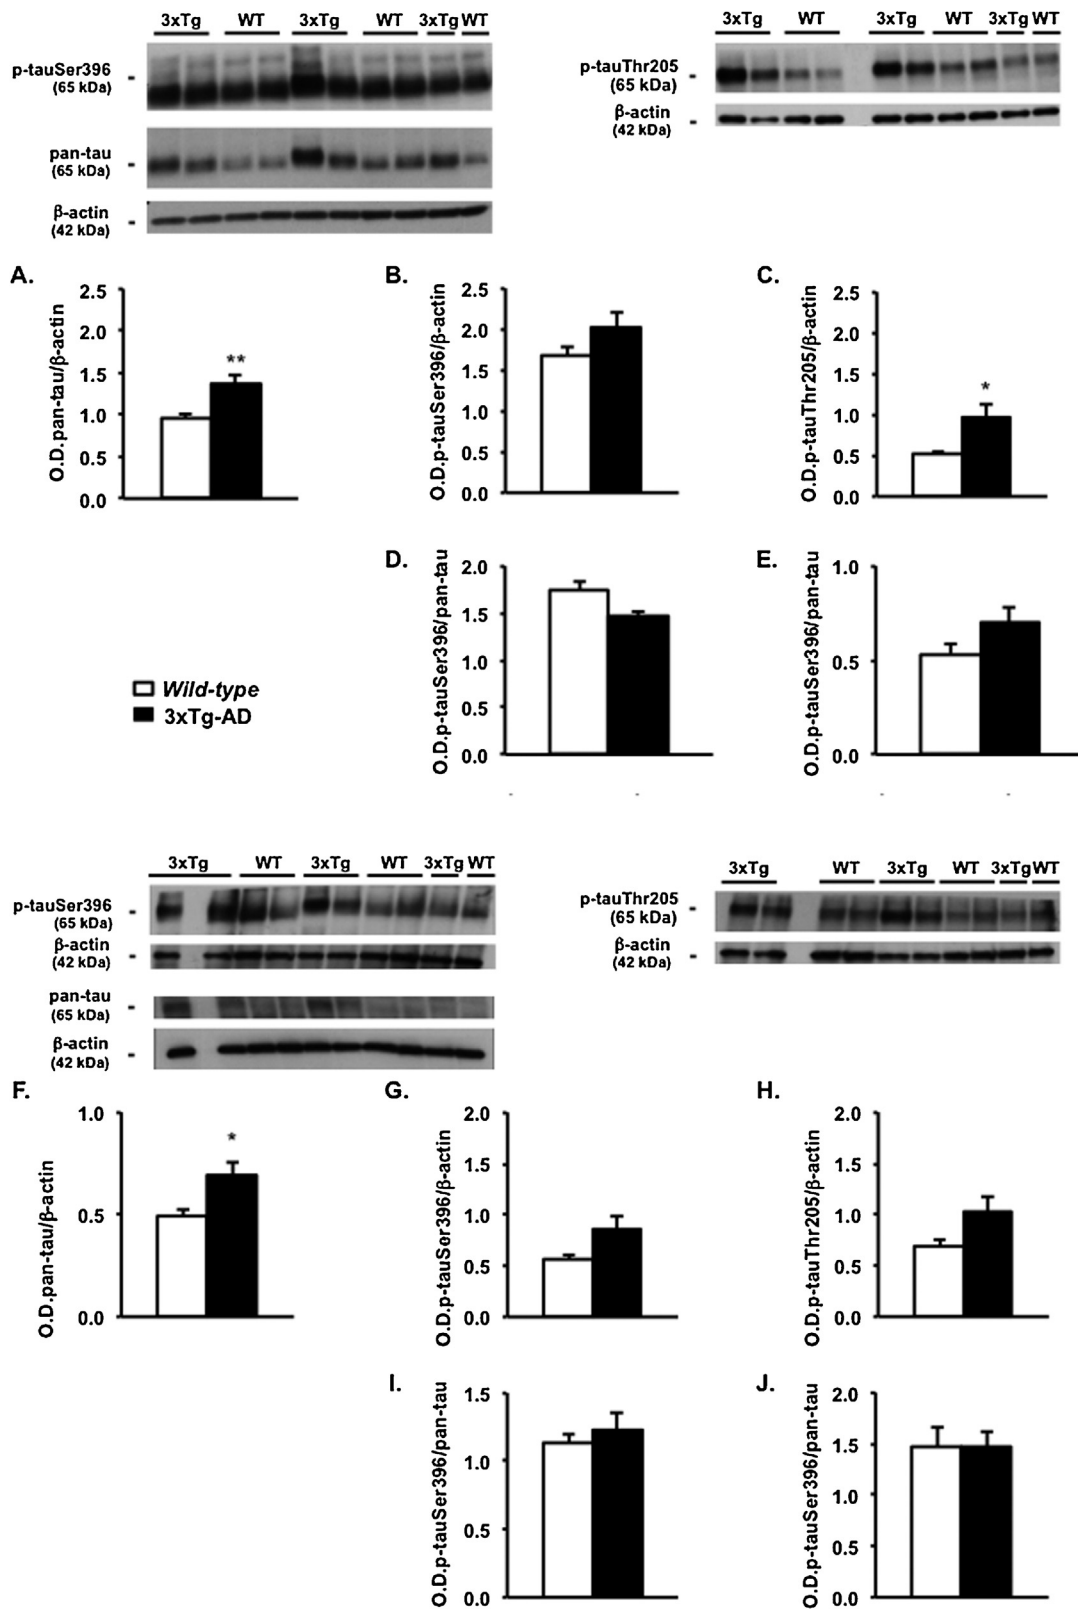 3xTg WT 3xTg WT 3xTg WT
p-tauSer396
(65 kDa)
pan-tau
(65 kDa)
β-actin
(42 kDa)
3xTg WT 3xTg WT 3xTg WT
p-tauThr205
(65 kDa)
β-actin
(42 kDa)
A.
O.D.pan-tau/β-actin
2.5
2.0
1.5
1.0
0.5
0.0
**
B.
O.D.p-tauSer396/β-actin
2.5
2.0
1.5
1.0
0.5
0.0
C.
O.D.p-tauThr205/β-actin
2.5
2.0
1.5
1.0
0.5
0.0
*
D.
O.D.p-tauSer396/pan-tau
2.0
1.5
1.0
0.5
0.0
E.
O.D.p-tauSer396/pan-tau
1.0
0.5
0.0
Wild-type
3xTg-AD
3xTg WT 3xTg WT 3xTg WT
p-tauSer396
(65 kDa)
β-actin
(42 kDa)
pan-tau
(65 kDa)
β-actin
(42 kDa)
3xTg WT 3xTg WT 3xTg WT
p-tauThr205
(65 kDa)
β-actin
(42 kDa)
F.
O.D.pan-tau/β-actin
1.0
0.5
0.0
*
G.
O.D.p-tauSer396/β-actin
2.0
1.5
1.0
0.5
0.0
H.
O.D.p-tauThr205/β-actin
2.0
1.5
1.0
0.5
0.0
I.
O.D.p-tauSer396/pan-tau
1.5
1.0
0.5
0.0
J.
O.D.p-tauSer396/pan-tau
2.0
1.5
1.0
0.5
0.0